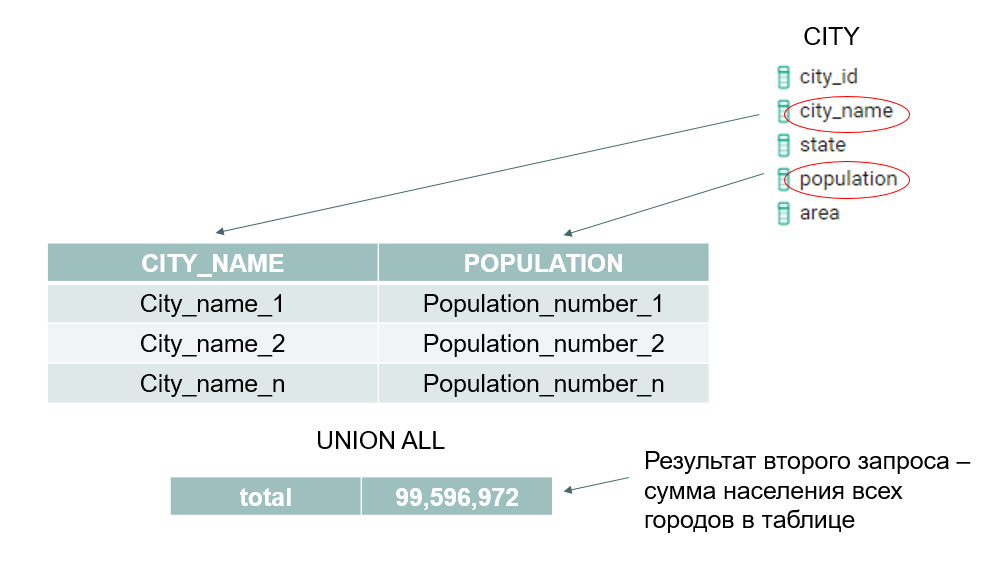 CITY
city_id
city_name
state
population
area
CITY_NAME POPULATION
City_name_1 Population_number_1
City_name_2 Population_number_2
City_name_n Population_number_n
UNION ALL
total 99,596,972
Результат второго запроса –
сумма населения всех
городов в таблице